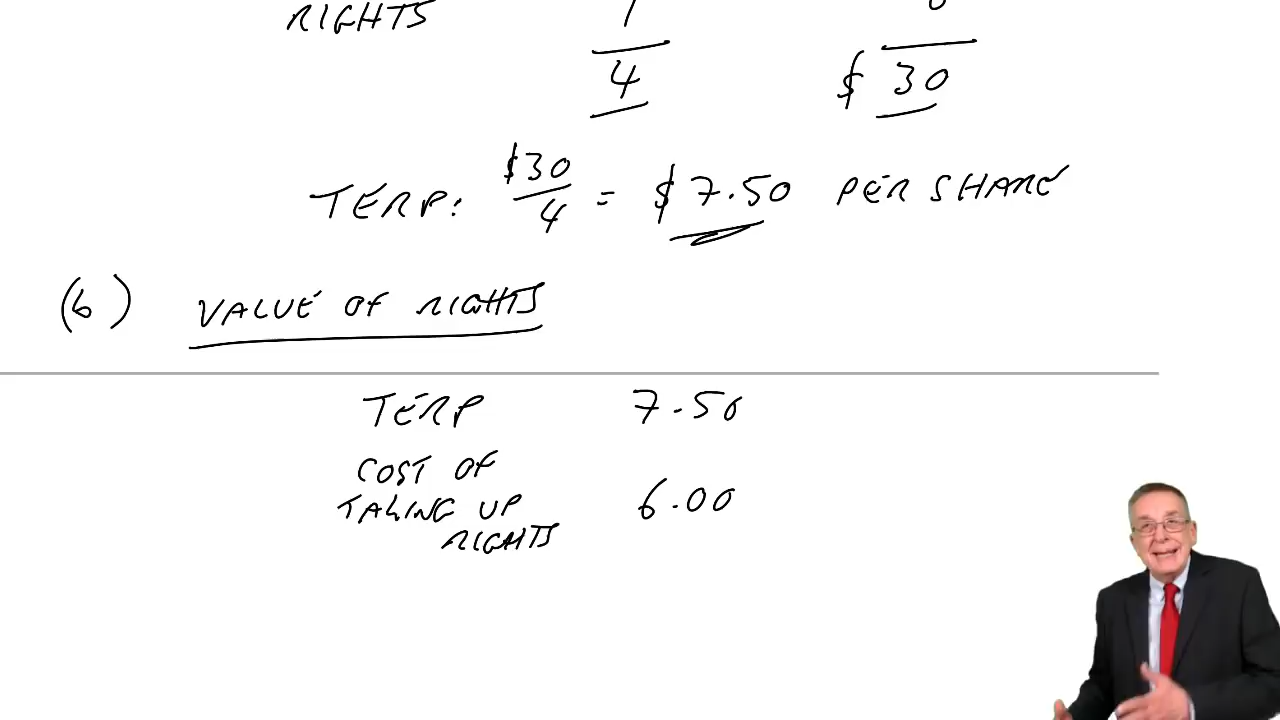 RIGHTS 1 6
4 $ 30
TERP: $30/4 = $7.50 PER SHARE
(b) VALUE OF RIGHTS
TERP 7.50
COST OF
TAKING UP 6.00
RIGHTS